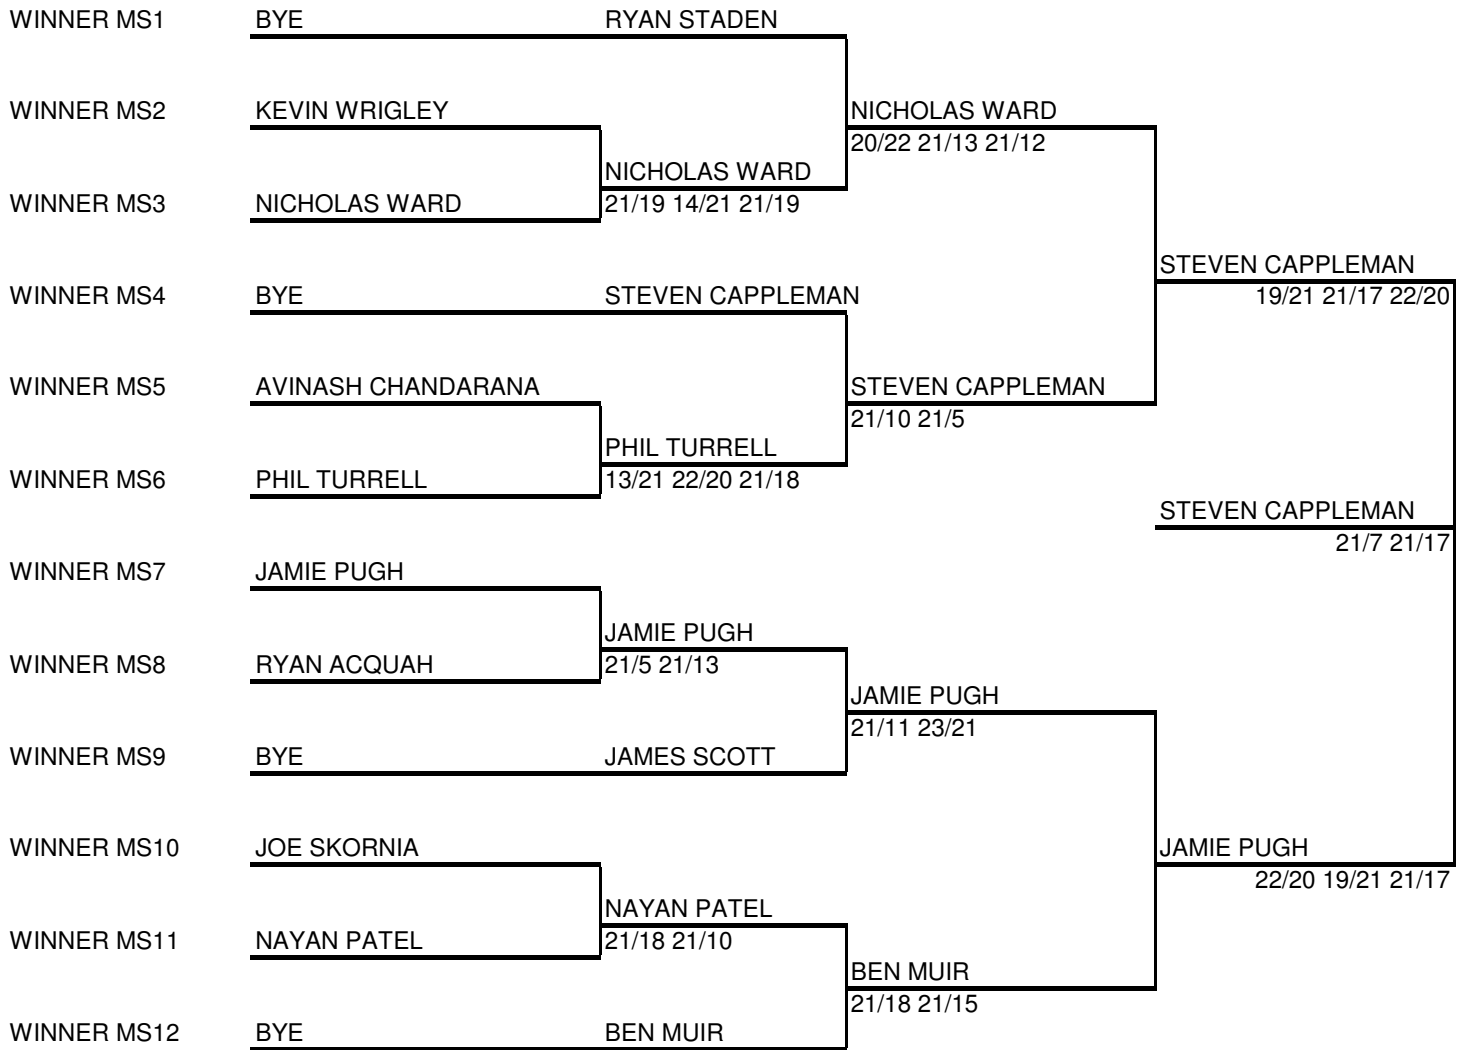 WINNER MS1 BYE RYAN STADEN
WINNER MS2 KEVIN WRIGLEY NICHOLAS WARD
20/22 21/13 21/12
NICHOLAS WARD
WINNER MS3 NICHOLAS WARD 21/19 14/21 21/19
STEVEN CAPPLEMAN
WINNER MS4 BYE STEVEN CAPPLEMAN 19/21 21/17 22/20
WINNER MS5 AVINASH CHANDARANA STEVEN CAPPLEMAN
21/10 21/5
PHIL TURRELL
WINNER MS6 PHIL TURRELL 13/21 22/20 21/18
STEVEN CAPPLEMAN
21/7 21/17
WINNER MS7 JAMIE PUGH
JAMIE PUGH
WINNER MS8 RYAN ACQUAH 21/5 21/13
JAMIE PUGH
21/11 23/21
WINNER MS9 BYE JAMES SCOTT
WINNER MS10 JOE SKORNIA JAMIE PUGH
22/20 19/21 21/17
NAYAN PATEL
WINNER MS11 NAYAN PATEL 21/18 21/10
BEN MUIR
21/18 21/15
WINNER MS12 BYE BEN MUIR